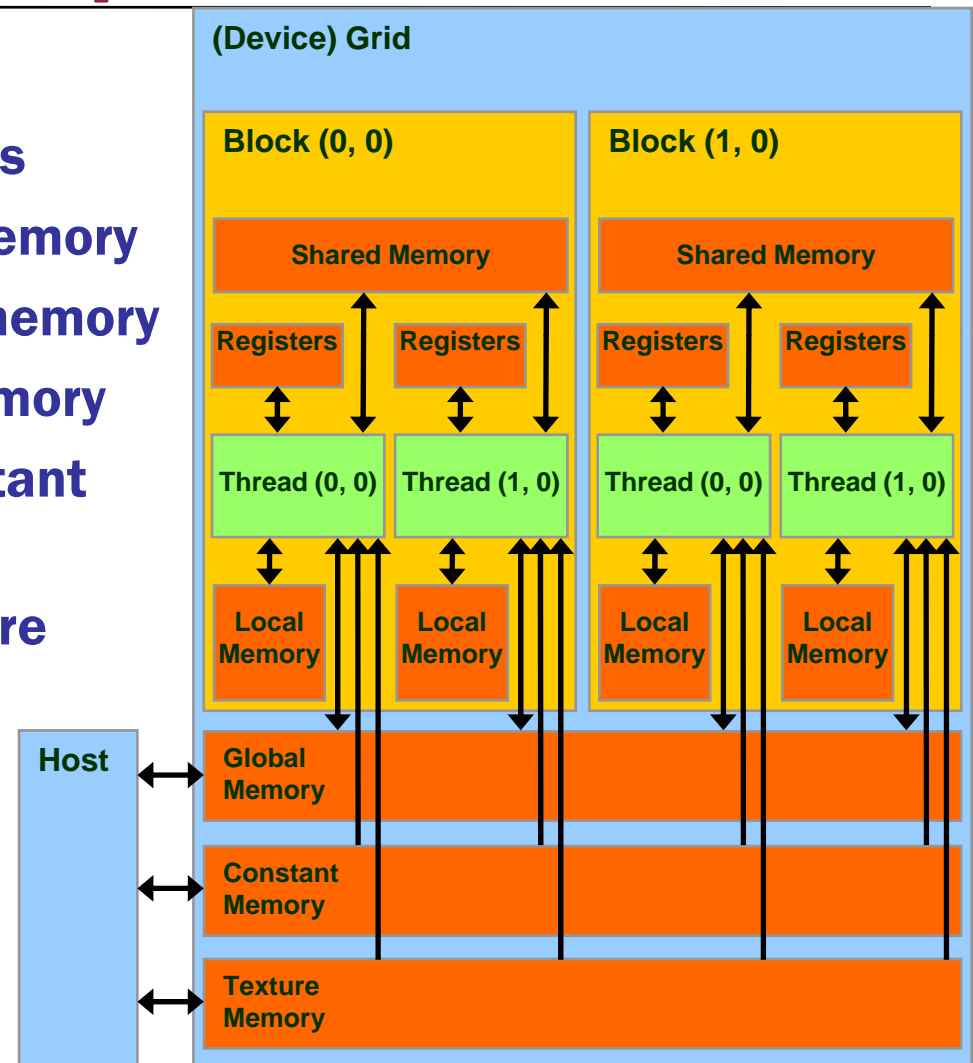 (Device) Grid
s
emory
nemory
mory
tant
re
Block (0, 0)
Block (1, 0)
Shared Memory
Shared Memory
Registers
Registers
Registers
Registers
Thread (0, 0)
Thread (1, 0)
Thread (0, 0)
Thread (1, 0)
Local
Memory
Local
Memory
Local
Memory
Local
Memory
Host
Global
Memory
Constant
Memory
Texture
Memory